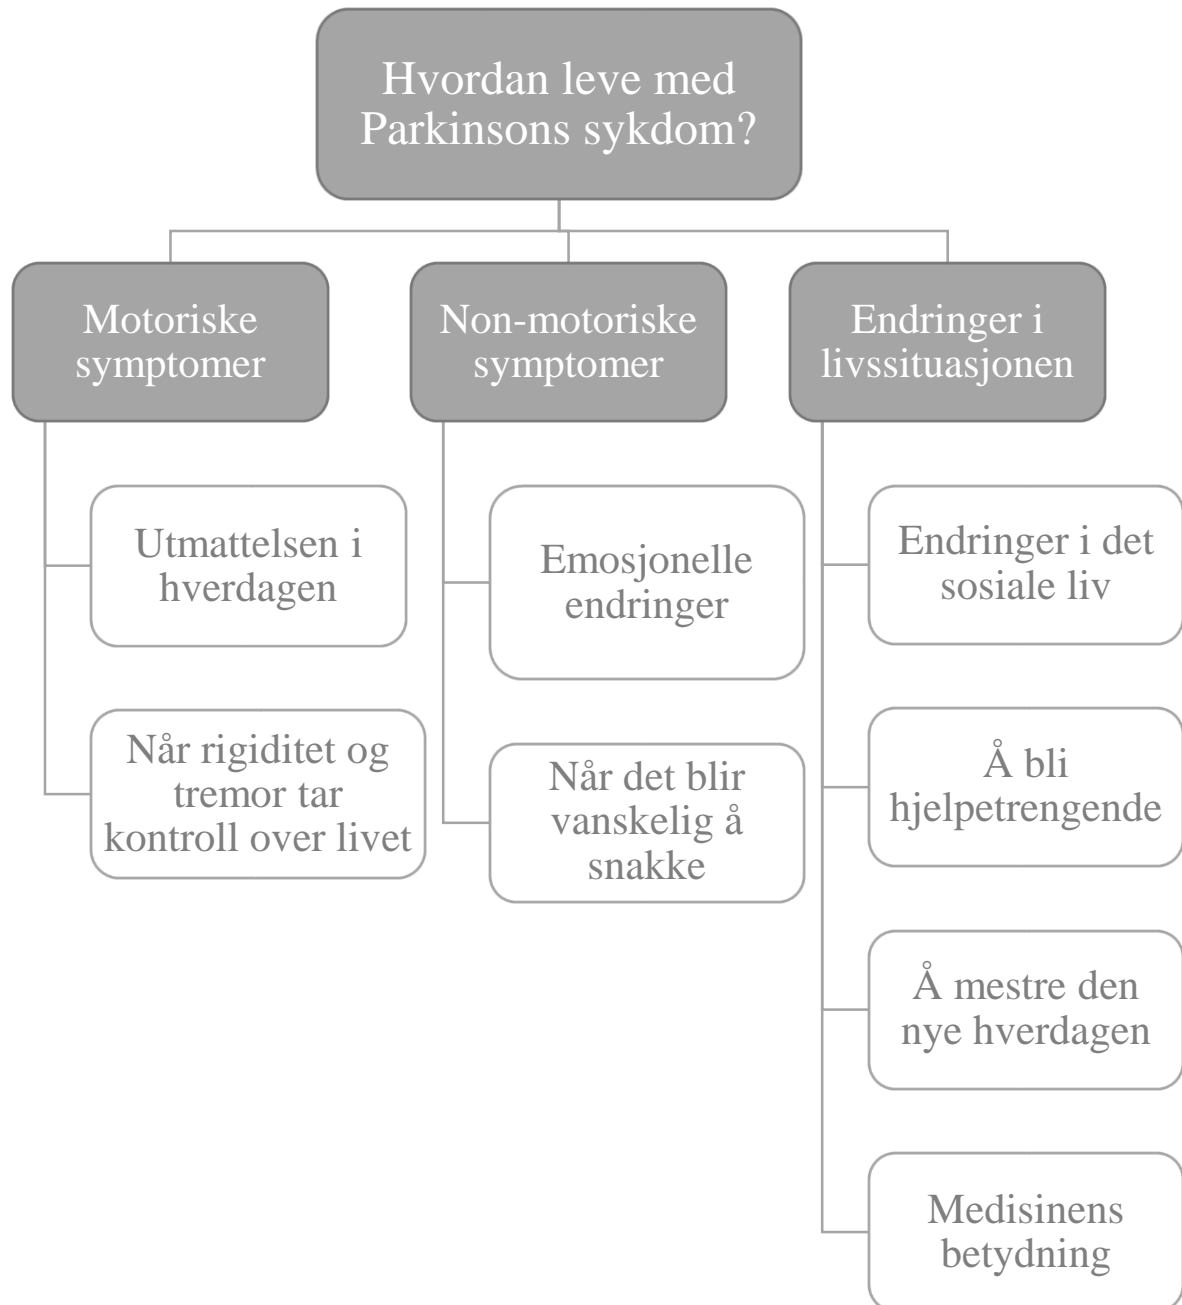 Hvordan leve med
Parkinsons sykdom?
Motoriske
symptomer
Utmattelsen i
hverdagen
Når rigiditet og
tremor tar
kontroll over livet
Non-motoriske
symptomer
Emosjonelle
endringer
Når det blir
vanskelig å
snakke
Endringer i
livssituasjonen
Endringer i det
sosiale liv
Å bli
hjelpetrengende
Å mestre den
nye hverdagen
Medisinens
betydning